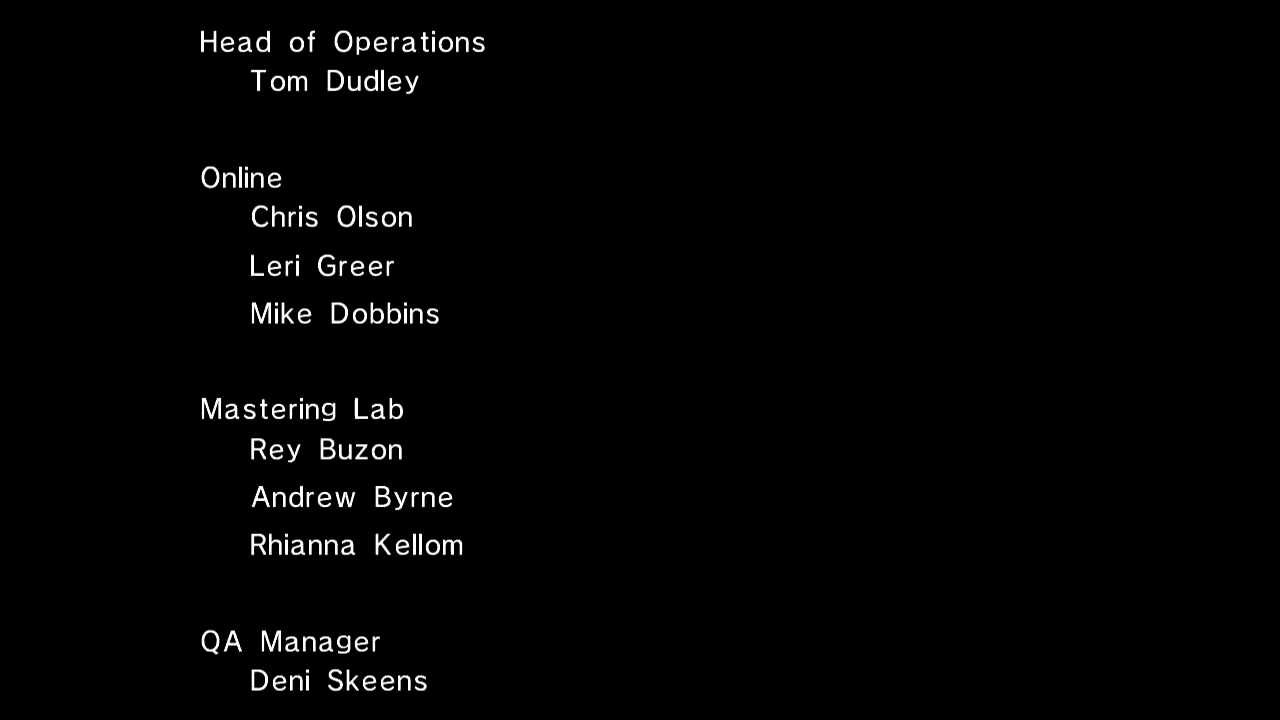 Head of Operations
Tom Dudley
Online
Chris Olson
Leri Greer
Mike Dobbins
Mastering Lab
Rey Buzon
Andrew Byrne
Rhianna Kellom
QA Manager
Deni Skeens